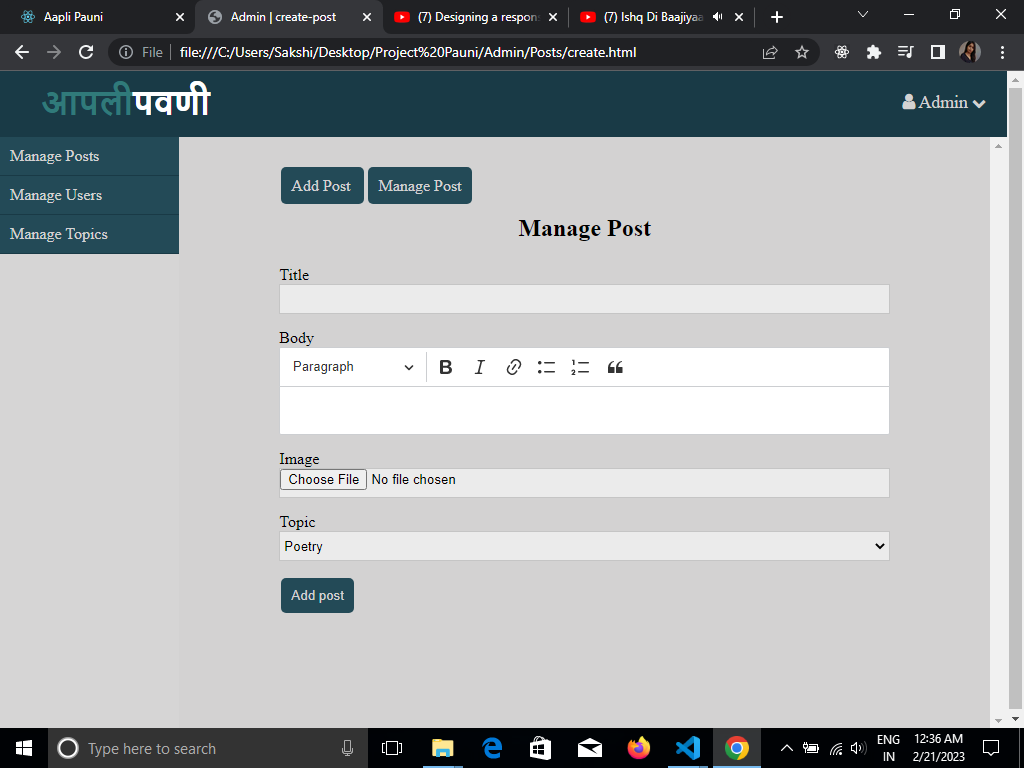 Aapli Pauni
Admin | create-post
(7) Designing a respon
(7) Ishq Di Baajiyaa
File
file:///C:/Users/Sakshi/Desktop/Project%20Pauni/Admin/Posts/create.html
आपलीपवणी
Admin
Manage Posts
Manage Users
Manage Topics
Add Post
Manage Post
Manage Post
Title
Body
Paragraph
B
I
Image
Choose File
No file chosen
Topic
Poetry
Add post
Type here to search
ENG
IN
12:36 AM
2/21/2023